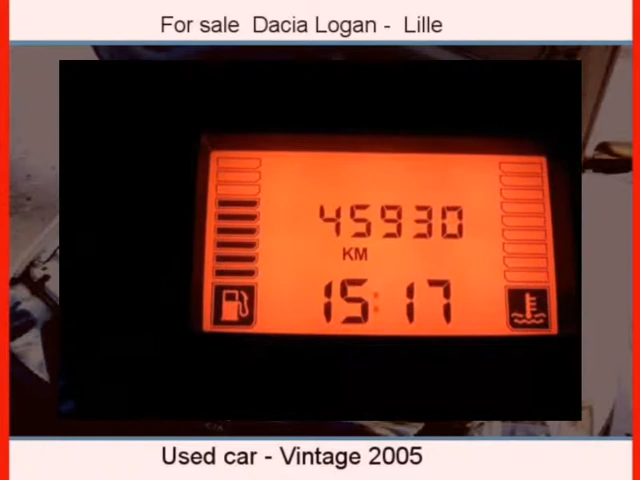 For sale Dacia Logan - Lille
45930
KM
15:17
Used car - Vintage 2005